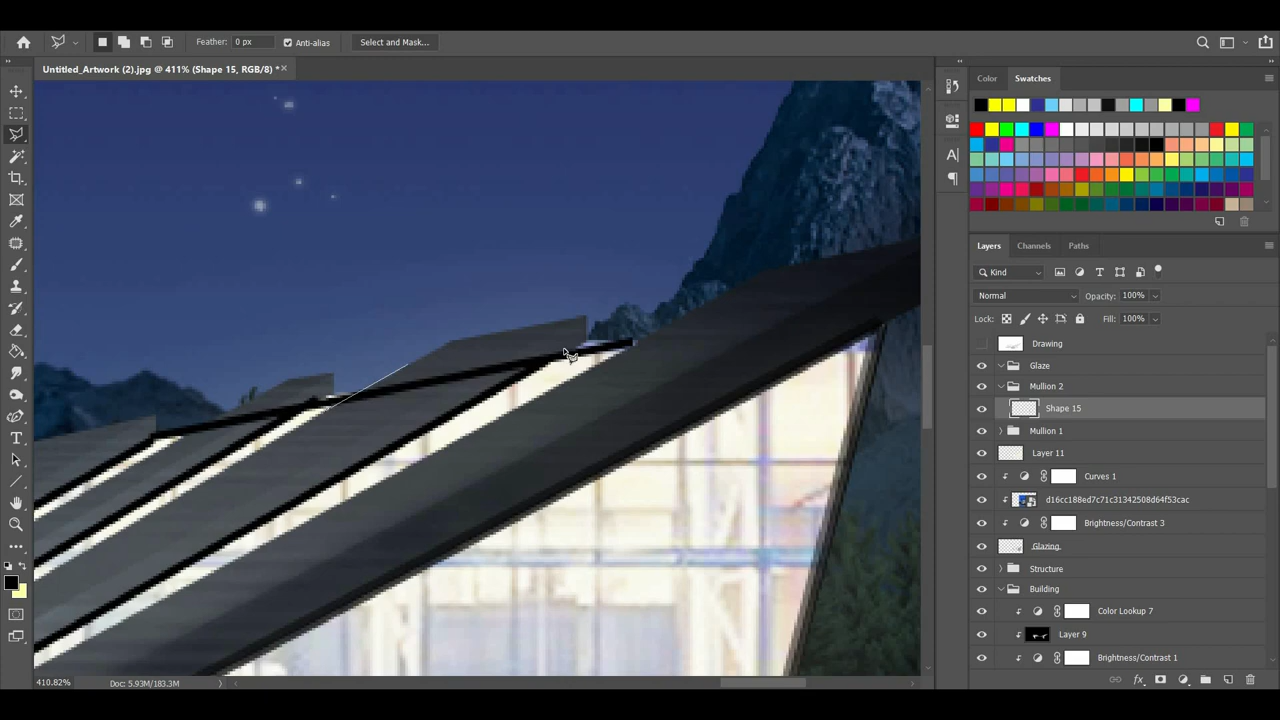 Feather: 0 px Anti-alias Select and Mask...
Untitled_Artwork (2).jpg @ 411% (Shape 15, RGB/8) *
Color Swatches
Layers Channels Paths
Kind
Normal Opacity: 100%
Lock: Fill: 100%
Drawing
Glaze
Mullion 2
Shape 15
Mullion 1
Layer 11
Curves 1
d16cc188ed7c71c31342508d64f53cac
Brightness/Contrast 3
Glazing
Structure
Building
Color Lookup 7
Layer 9
Brightness/Contrast 1
410.82% Doc: 5.93M/183.3M